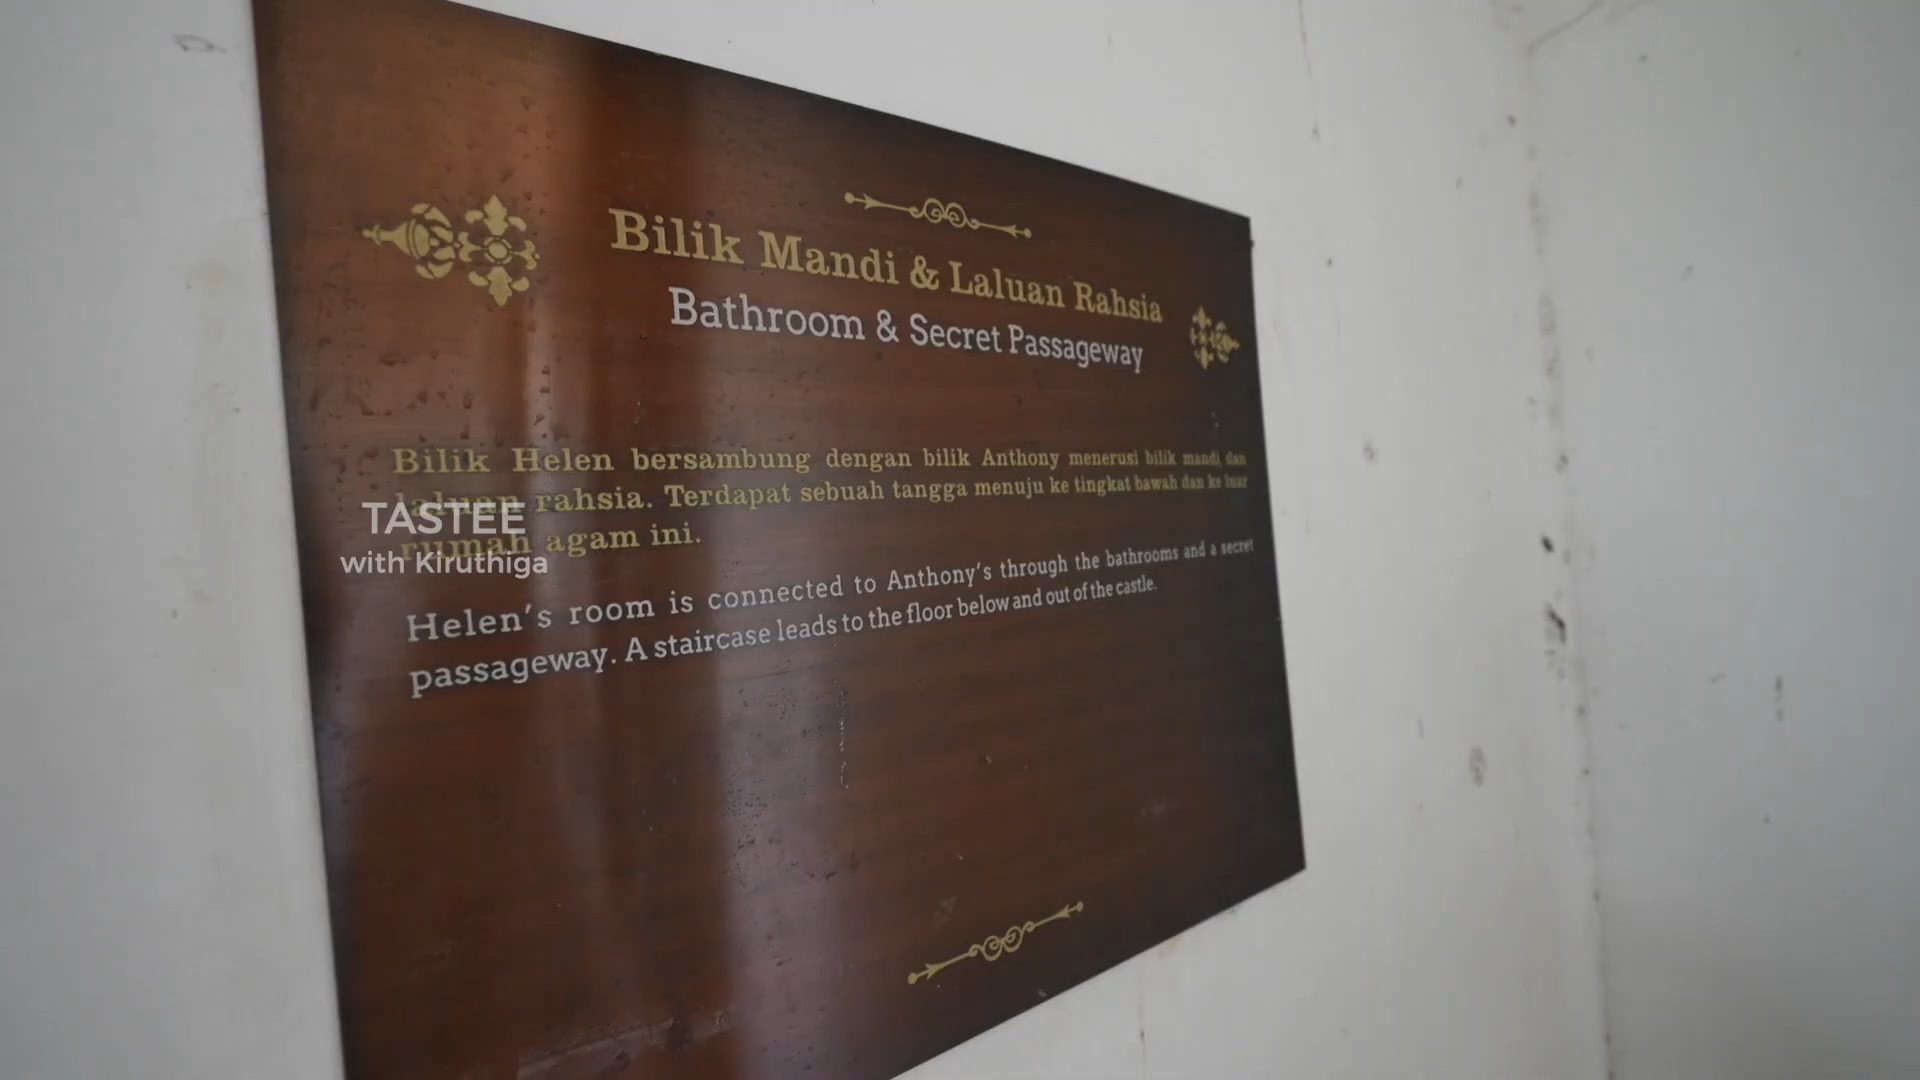 Bilik Mandi & Laluan Rahsia
Bathroom & Secret Passageway
Bilik Helen bersambung dengan bilik Anthony menerusi bilik mandi dan
laluan rahsia. Terdapat sebuah tangga menuju ke tingkat bawah dan ke luar
rumah agam ini.
TASTEE
with Kiruthiga
Helen's room is connected to Anthony's through the bathrooms and a secret
passageway. A staircase leads to the floor below and out of the castle.